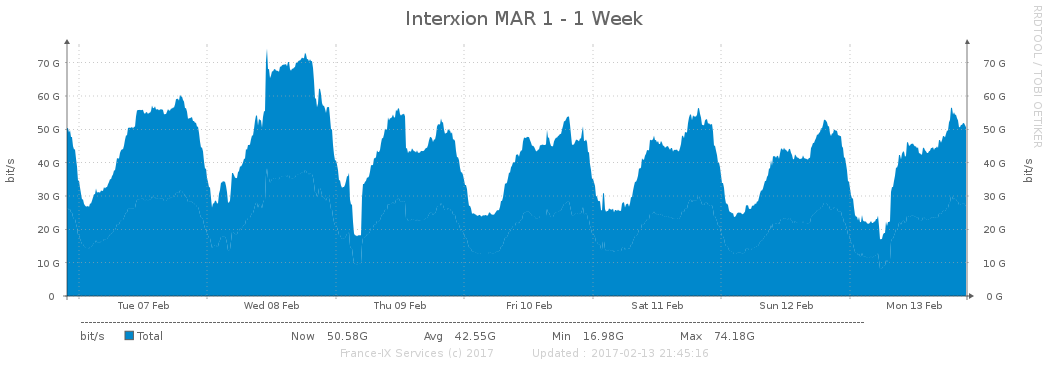 Interxion MAR 1 - 1 Week
RRDTOOL / TOBI OETIKER
bit/s
70 G
60 G
50 G
40 G
30 G
20 G
10 G
0
70 G
60 G
50 G
40 G
30 G
20 G
10 G
0 G
bit/s
Tue 07 Feb Wed 08 Feb Thu 09 Feb Fri 10 Feb Sat 11 Feb Sun 12 Feb Mon 13 Feb
bit/s Total Now 50.58G Avg 42.55G Min 16.98G Max 74.18G
France-IX Services (c) 2017 Updated : 2017-02-13 21:45:16